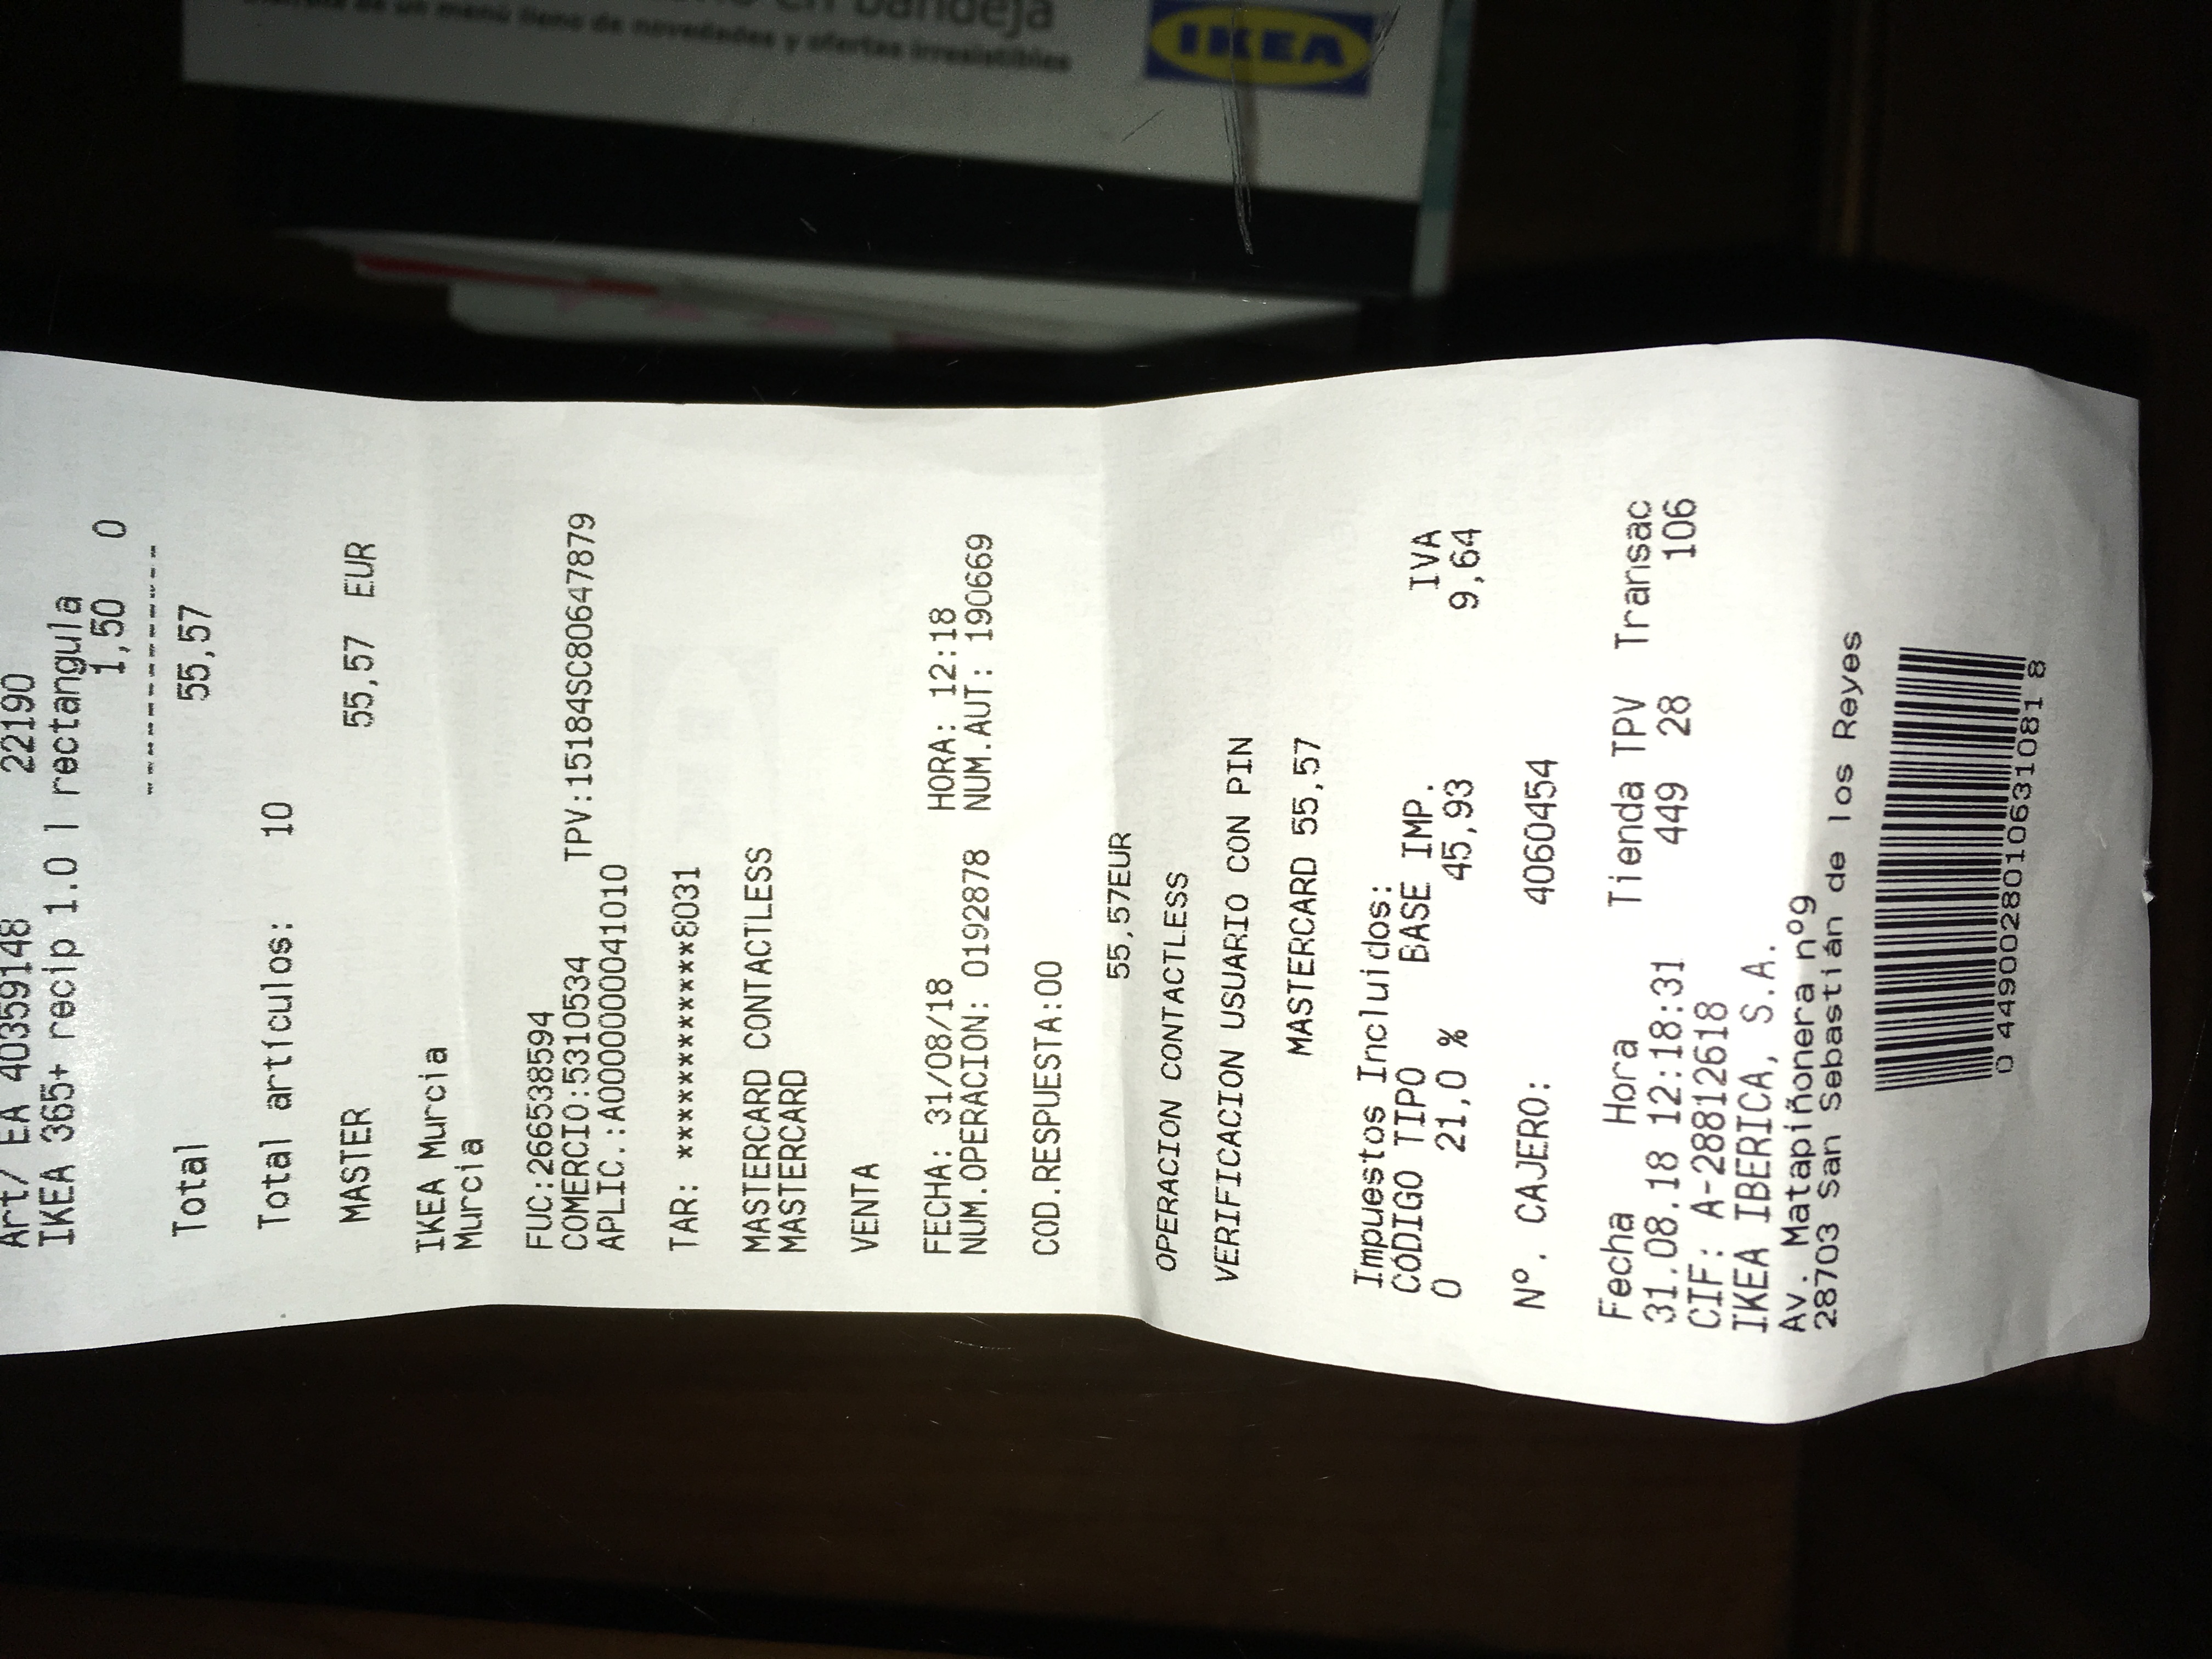 Art/ EA 40359148 22190
IKEA 365+ recip 1.0 l rectangula
1,50 0
-------------
Total 55,57
Total artículos: 10
MASTER 55,57 EUR
IKEA Murcia
Murcia
FUC:266538594
COMERCIO:5310534 TPV:15184SC80647879
APLIC.:A0000000041010
TAR: ************8031
MASTERCARD CONTACTLESS
MASTERCARD
VENTA
FECHA: 31/08/18 HORA: 12:18
NUM.OPERACION: 0192878 NUM.AUT: 190669
COD.RESPUESTA:00
55,57EUR
OPERACION CONTACTLESS
VERIFICACION USUARIO CON PIN
MASTERCARD 55,57
Impuestos Incluidos:
CÓDIGO TIPO BASE IMP. IVA
0 21,0 % 45,93 9,64
Nº. CAJERO: 4060454
Fecha Hora Tienda TPV Transac
31.08.18 12:18:31 449 28 106
CIF: A-28812618
IKEA IBERICA, S.A.
Av. Matapiñonera nº9
28703 San Sebastián de los Reyes
0 4490028010631081 8
en bandeja
de novedades y ofertas irresistibles
IKEA